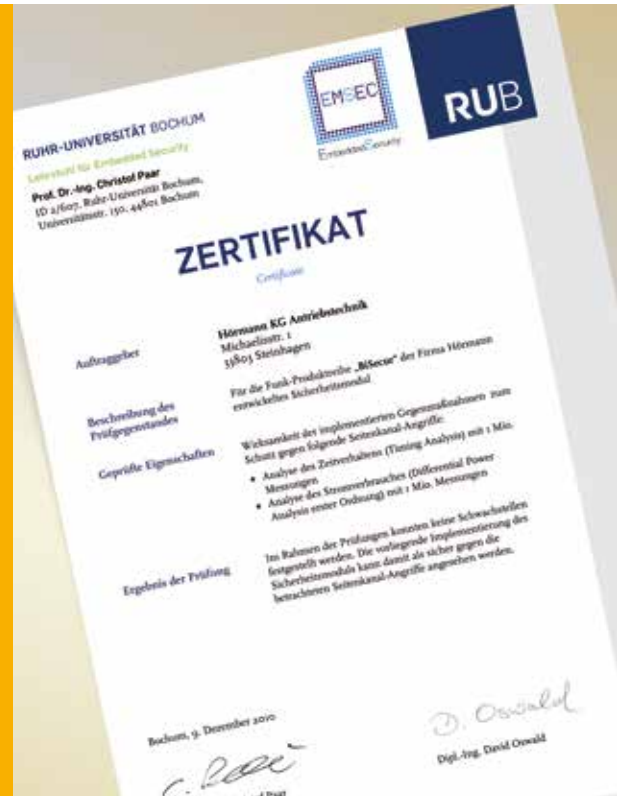 RUHR-UNIVERSITÄT BOCHUM
EMSEC
RUB
EmbeddedSecurity
Lehrstuhl für Embedded Security
Prof. Dr.-Ing. Christof Paar
ID 2/607, Ruhr-Universität Bochum,
Universitätsstr. 150, 44801 Bochum
ZERTIFIKAT
Certificate
Auftraggeber
Hörmann KG Antriebstechnik
Michaelisstr. 1
33803 Steinhagen
Beschreibung des
Prüfgegenstandes
Für die Funk-Produktreihe „BiSecur“ der Firma Hörmann
entwickeltes Sicherheitsmodul
Geprüfte Eigenschaften
Wirksamkeit der implementierten Gegenmaßnahmen zum
Schutz gegen folgende Seitenkanal-Angriffe:
• Analyse des Zeitverhaltens (Timing Analysis) mit 1 Mio.
Messungen
• Analyse des Stromverbrauches (Differential Power
Analysis erster Ordnung) mit 1 Mio. Messungen
Ergebnis der Prüfung
Im Rahmen der Prüfungen konnten keine Schwachstellen
festgestellt werden. Die vorliegende Implementierung des
Sicherheitsmoduls kann damit als sicher gegen die
betrachteten Seitenkanal-Angriffe angesehen werden.
Bochum, 9. Dezember 2010
D. Oswald
Dipl.-Ing. David Oswald
Paar